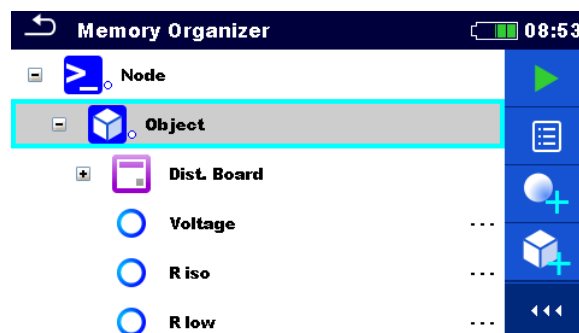 Memory Organizer 08:53
Node
Object
Dist. Board
Voltage ---
R iso ---
R low ---